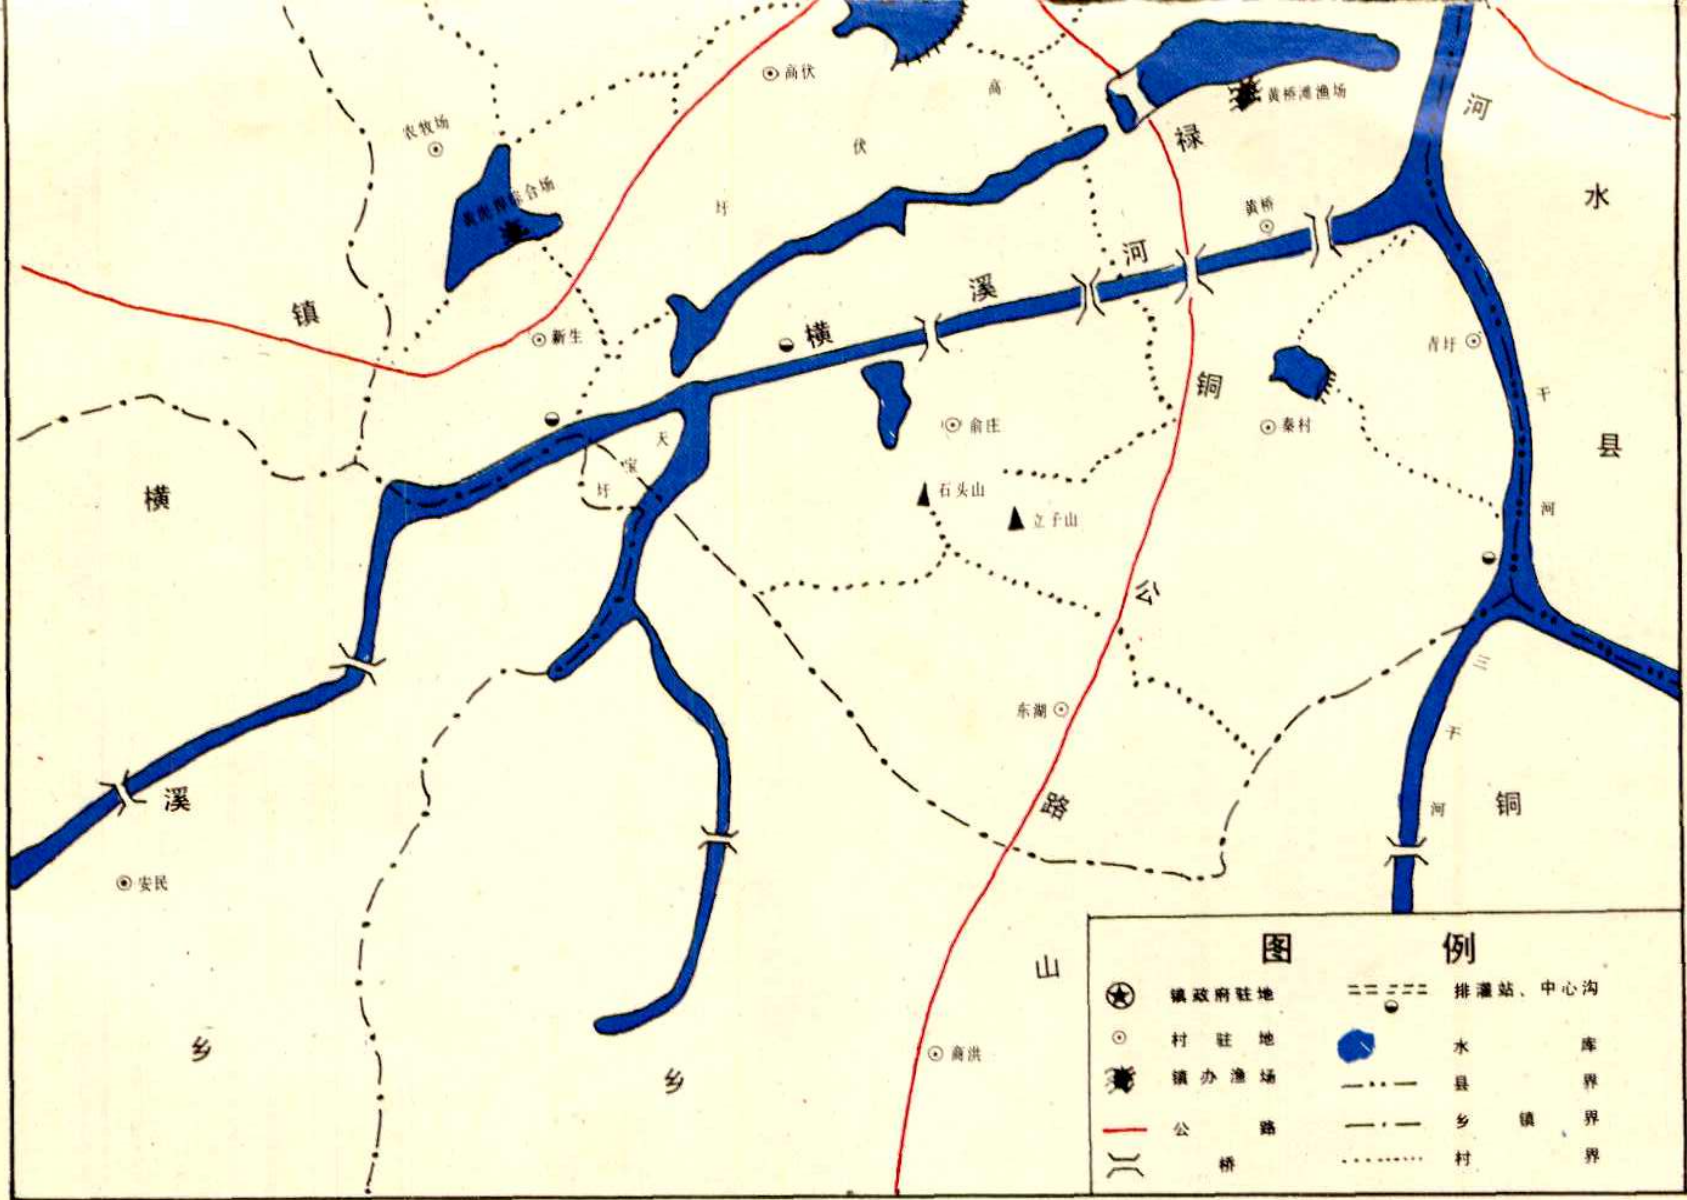 高伏
高
伏
圩
农牧场
黄桥滩渔场
禄
铜
公
路
河
水
县
镇
新生
横
溪
河
黄桥
青圩
秦村
干
河
天
宝
圩
俞庄
石头山
立子山
横
溪
乡
安民
东湖
三
干
河
铜
山
乡
商洪
图 例
镇政府驻地
村驻地
镇办渔场
公路
桥
排灌站、中心沟
水库
县界
乡镇界
村界